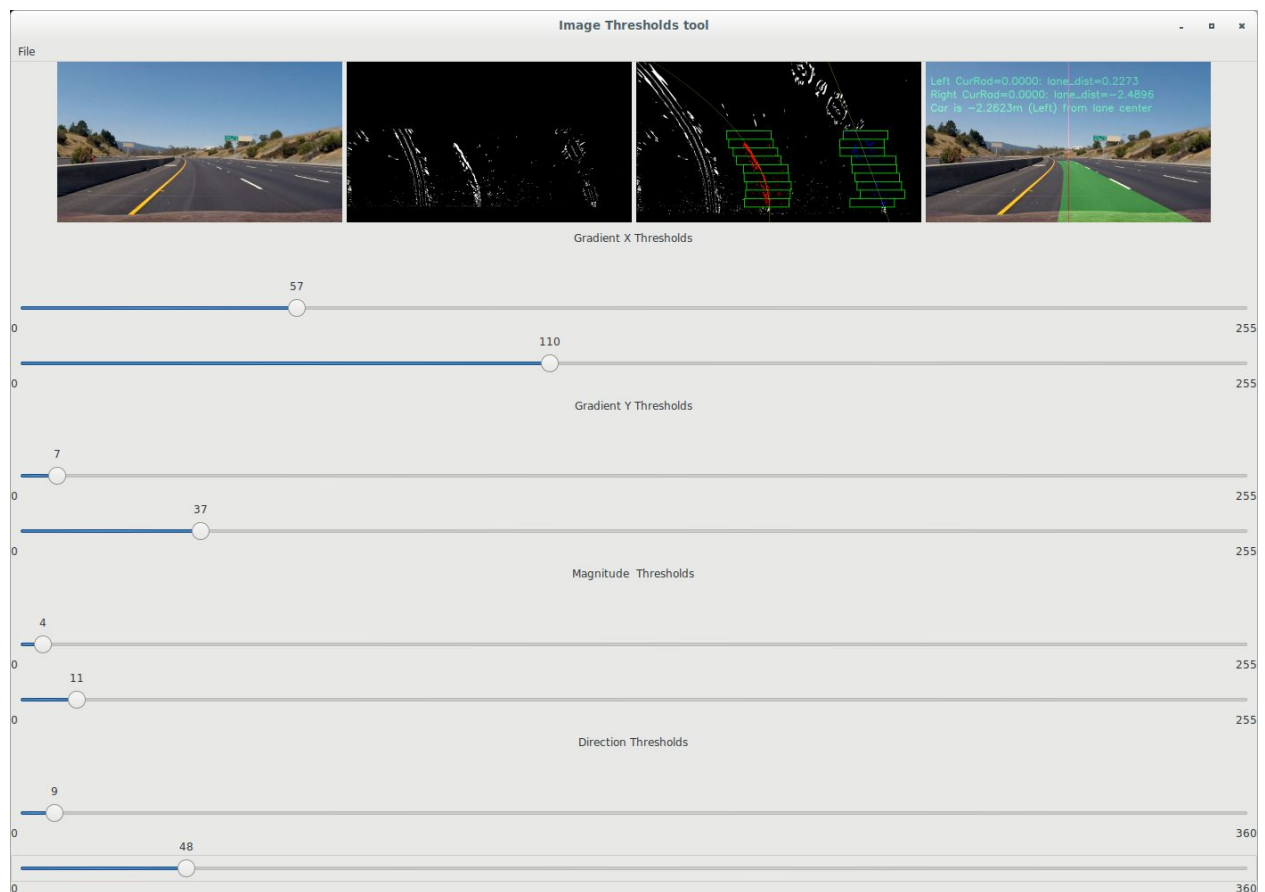 Image Thresholds tool
File
Left CurRad=0.0000: lane_dist=0.2273
Right CurRad=0.0000: lane_dist=-2.4896
Car is -2.2623m (Left) from lane center
Gradient X Thresholds
57
0 255
110
0 255
Gradient Y Thresholds
7
0 255
37
0 255
Magnitude Thresholds
4
0 255
11
0 255
Direction Thresholds
9
0 360
48
0 360